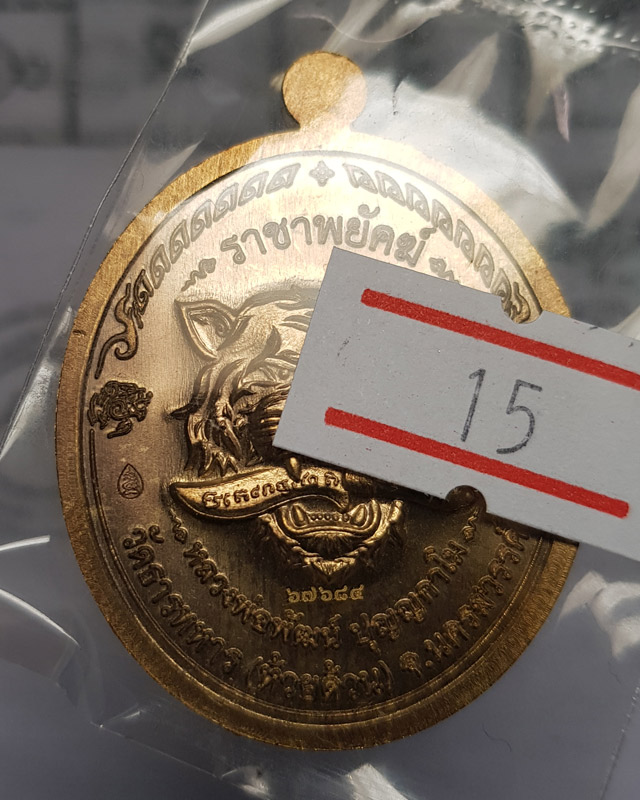 ราชาพยัคฆ์
15
๖๗๖๘๔
หลวงพ่อพัฒน์ ปุญญกาโม
วัดธารทหาร (ห้วยด้วน) จ.นครสวรรค์